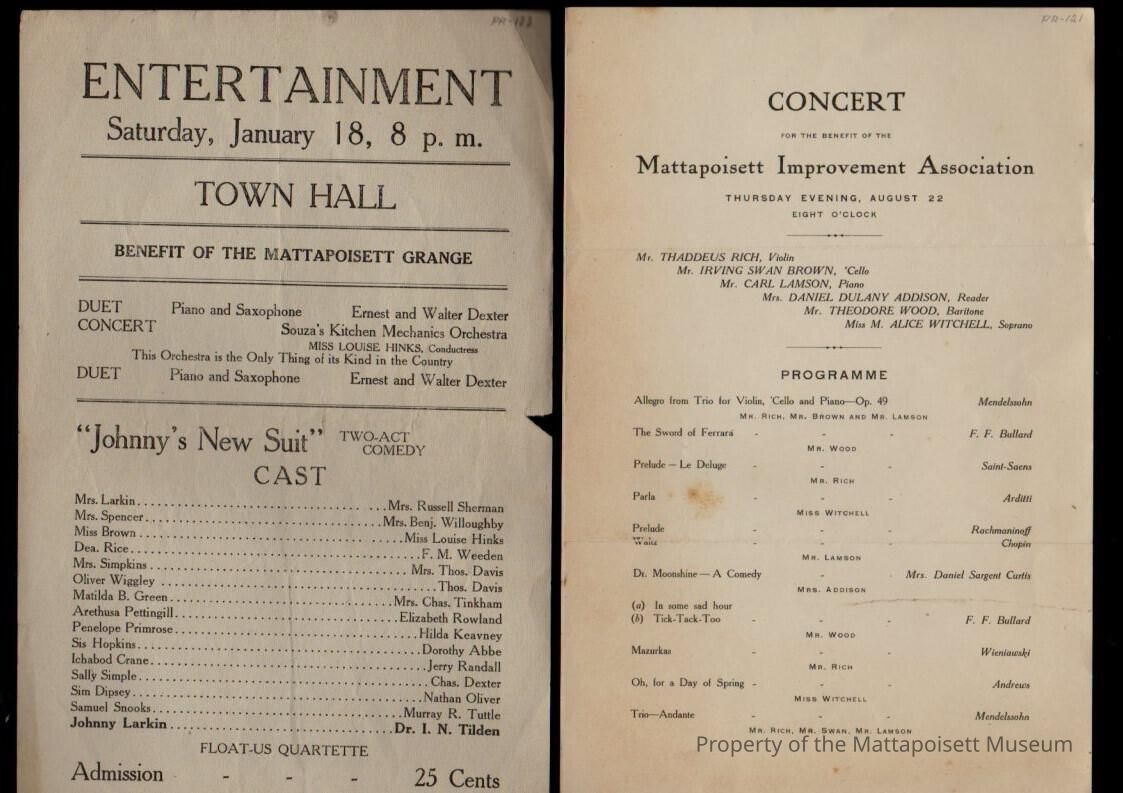 PR-122
ENTERTAINMENT
Saturday, January 18, 8 p. m.
TOWN HALL
BENEFIT OF THE MATTAPOISETT GRANGE
DUET Piano and Saxophone Ernest and Walter Dexter
CONCERT Souza's Kitchen Mechanics Orchestra
MISS LOUISE HINKS, Conductress
This Orchestra is the Only Thing of its Kind in the Country
DUET Piano and Saxophone Ernest and Walter Dexter
"Johnny's New Suit" TWO-ACT
COMEDY
CAST
Mrs. Larkin. . . . . . . . . . . . . . . . . . . . . . . . . Mrs. Russell Sherman
Mrs. Spencer. . . . . . . . . . . . . . . . . . . . . . . . .Mrs. Benj. Willoughby
Miss Brown. . . . . . . . . . . . . . . . . . . . . . . . . .Miss Louise Hinks
Dea. Rice. . . . . . . . . . . . . . . . . . . . . . . . . . .F. M. Weeden
Mrs. Simpkins. . . . . . . . . . . . . . . . . . . . . . . . Mrs. Thos. Davis
Oliver Wiggley . . . . . . . . . . . . . . . . . . . . . . . .Thos. Davis
Matilda B. Green. . . . . . . . . . . . . . . . . . . . . . .Mrs. Chas. Tinkham
Arethusa Pettingill. . . . . . . . . . . . . . . . . . . . . .Elizabeth Rowland
Penelope Primrose. . . . . . . . . . . . . . . . . . . . . . .Hilda Keavney
Sis Hopkins. . . . . . . . . . . . . . . . . . . . . . . . . .Dorothy Abbe
Ichabod Crane. . . . . . . . . . . . . . . . . . . . . . . . .Jerry Randall
Sally Simple. . . . . . . . . . . . . . . . . . . . . . . . . .Chas. Dexter
Sim Dipsey. . . . . . . . . . . . . . . . . . . . . . . . . . .Nathan Oliver
Samuel Snooks. . . . . . . . . . . . . . . . . . . . . . . . .Murray R. Tuttle
Johnny Larkin . . . . . . . . . . . . . . . . . . . . . . . . .Dr. I. N. Tilden
FLOAT-US QUARTETTE
Admission - - - 25 Cents
PR-121
CONCERT
FOR THE BENEFIT OF THE
Mattapoisett Improvement Association
THURSDAY EVENING, AUGUST 22
EIGHT O'CLOCK
Mr. THADDEUS RICH, Violin
Mr. IRVING SWAN BROWN, 'Cello
Mr. CARL LAMSON, Piano
Mrs. DANIEL DULANY ADDISON, Reader
Mr. THEODORE WOOD, Baritone
Miss M. ALICE WITCHELL, Soprano
PROGRAMME
Allegro from Trio for Violin, 'Cello and Piano—Op. 49 Mendelssohn
MR. RICH, MR. BROWN AND MR. LAMSON
The Sword of Ferrara - - - F. F. Bullard
MR. WOOD
Prelude — Le Deluge - - - Saint-Saens
MR. RICH
Parla - - - Arditti
MISS WITCHELL
Prelude - - - Rachmaninoff
- - - Chopin
MR. LAMSON
Dr. Moonshine — A Comedy - Mrs. Daniel Sargent Curtis
MRS. ADDISON
(a) In some sad hour
(b) Tick-Tack-Too - - - F. F. Bullard
MR. WOOD
Mazurkas - - - Wieniawski
MR. RICH
Oh, for a Day of Spring - - - Andrews
MISS WITCHELL
Trio—Andante - - - Mendelssohn
MR. RICH, MR. SWAN, MR. LAMSON
Property of the Mattapoisett Museum